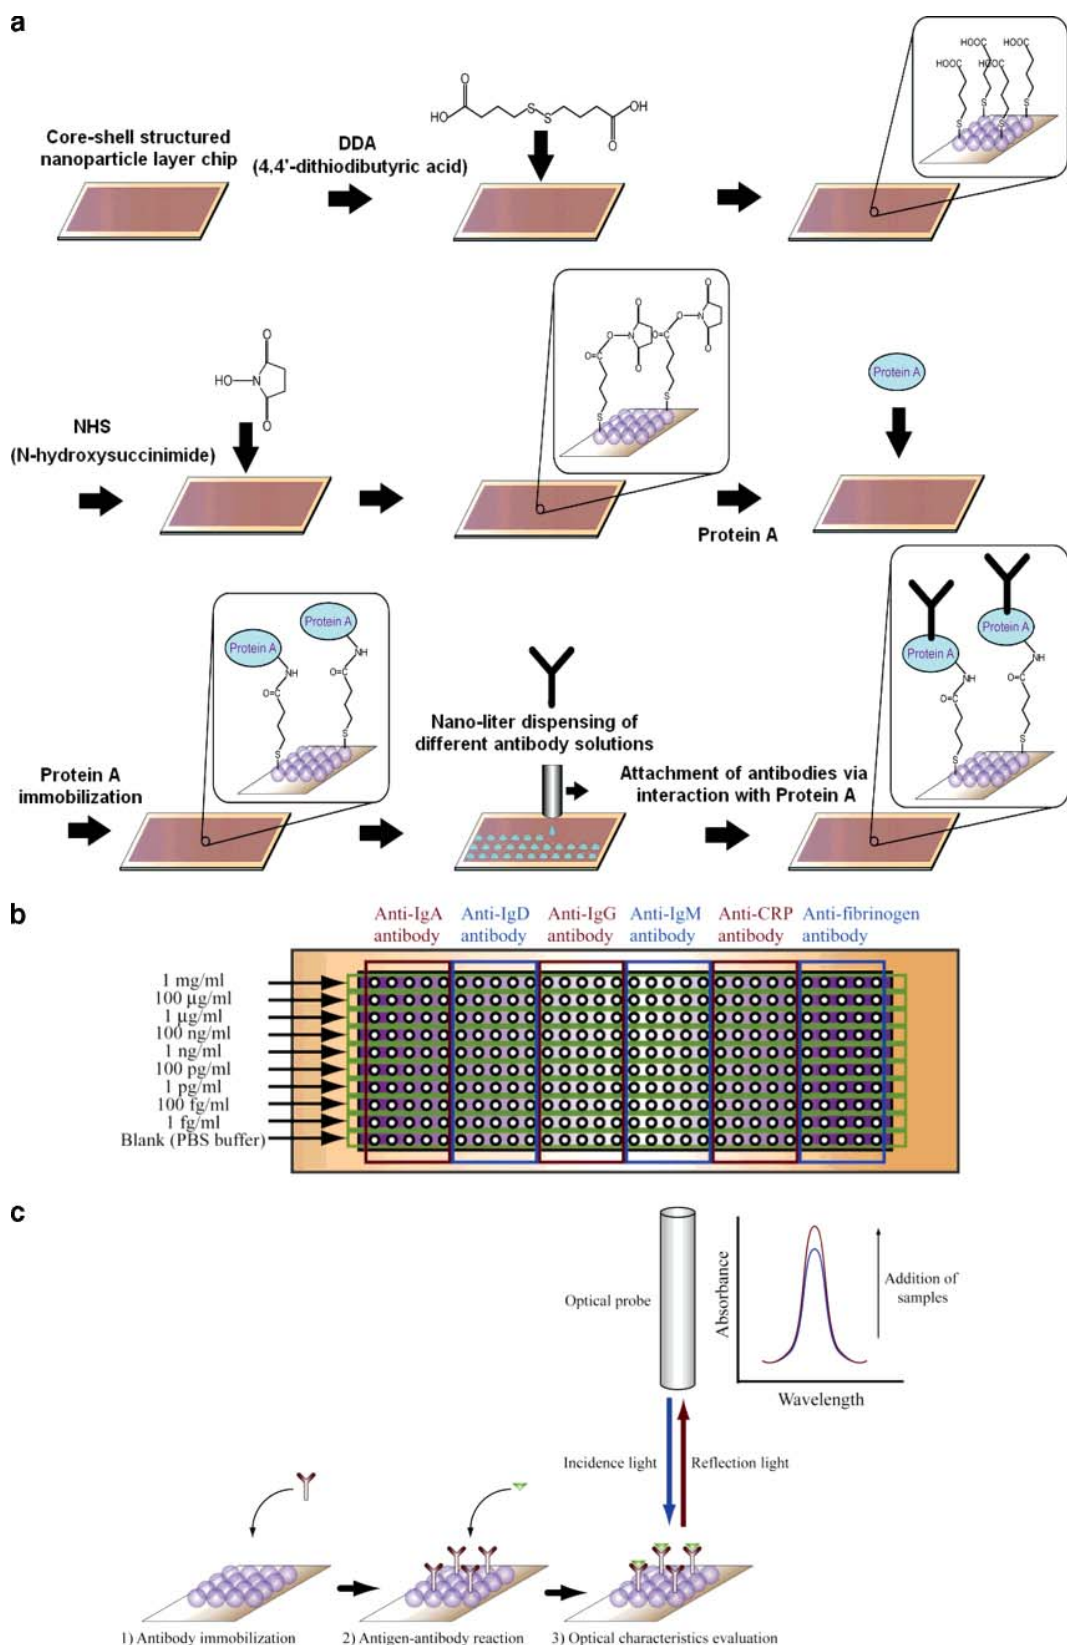 a
HOOC
HOOC
HOOC
HOOC
S
S
S
S
O
HO
S
S
OH
O
Core-shell structured
nanoparticle layer chip
DDA
(4,4'-dithiodibutyric acid)
O
HO
N
O
NHS
(N-hydroxysuccinimide)
O
O
N
O
O
O
O
N
O
O
S
S
Protein A
Protein A
Protein A
Protein A
NH
NH
O
O
S
S
Protein A
immobilization
Nano-liter dispensing of
different antibody solutions
Attachment of antibodies via
interaction with Protein A
Protein A
Protein A
NH
NH
O
O
S
S
b
Anti-IgA
antibody
Anti-IgD
antibody
Anti-IgG
antibody
Anti-IgM
antibody
Anti-CRP
antibody
Anti-fibrinogen
antibody
1 mg/ml
100 μg/ml
1 μg/ml
100 ng/ml
1 ng/ml
100 pg/ml
1 pg/ml
100 fg/ml
1 fg/ml
Blank (PBS buffer)
c
Optical probe
Absorbance
Wavelength
Addition of
samples
Incidence light
Reflection light
1) Antibody immobilization
2) Antigen-antibody reaction
3) Optical characteristics evaluation